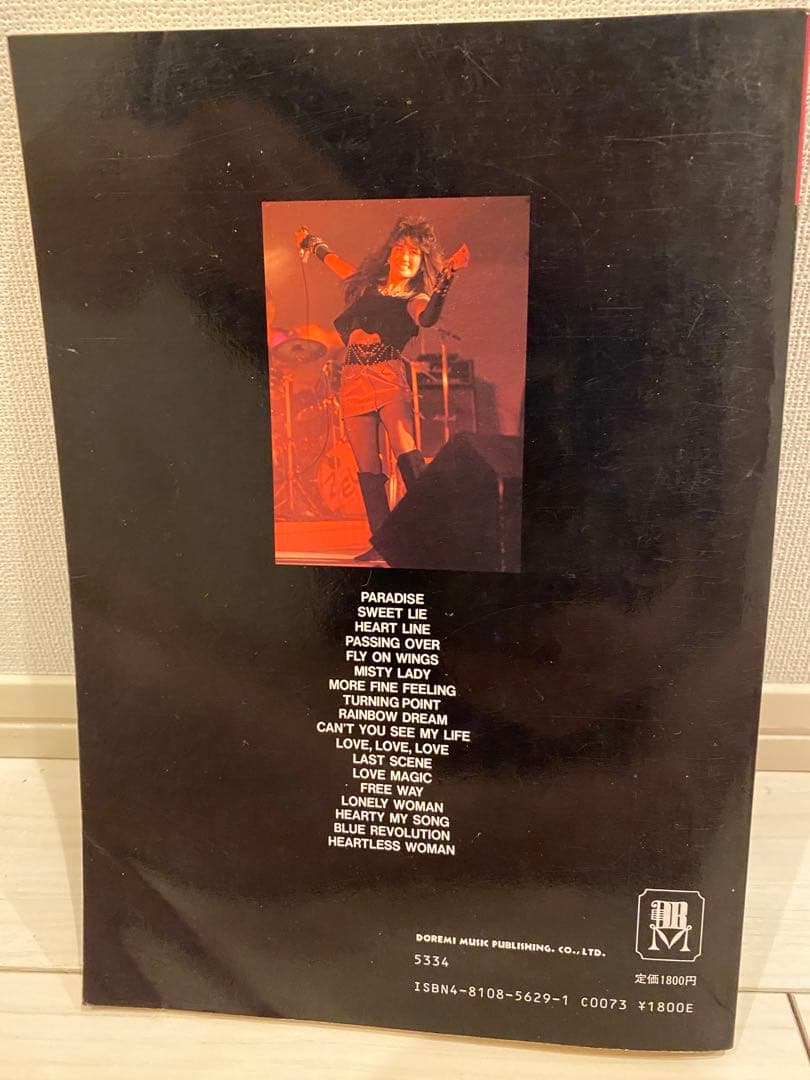 PARADISE
SWEET LIE
HEART LINE
PASSING OVER
FLY ON WINGS
MISTY LADY
MORE FINE FEELING
TURNING POINT
RAINBOW DREAM
CAN'T YOU SEE MY LIFE
LOVE, LOVE, LOVE
LAST SCENE
LOVE MAGIC
FREE WAY
LONELY WOMAN
HEARTY MY SONG
BLUE REVOLUTION
HEARTLESS WOMAN
DOREMI MUSIC PUBLISHING. CO., LTD.
5334
定価1800円
ISBN4-8108-5629-1 C0073 ¥1800E